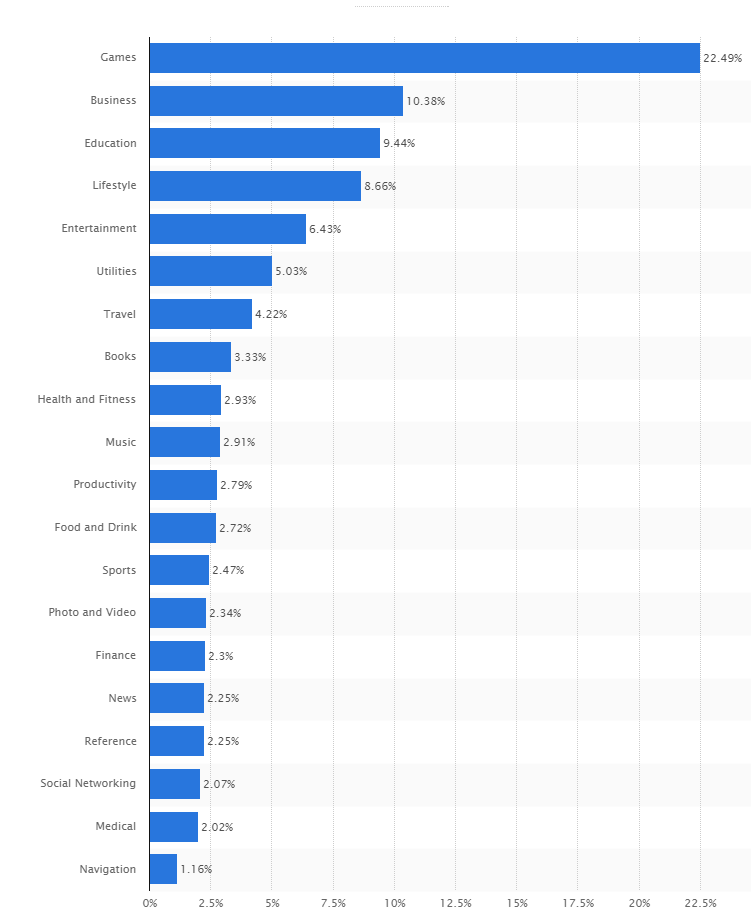 Games 22.49%
Business 10.38%
Education 9.44%
Lifestyle 8.66%
Entertainment 6.43%
Utilities 5.03%
Travel 4.22%
Books 3.33%
Health and Fitness 2.93%
Music 2.91%
Productivity 2.79%
Food and Drink 2.72%
Sports 2.47%
Photo and Video 2.34%
Finance 2.3%
News 2.25%
Reference 2.25%
Social Networking 2.07%
Medical 2.02%
Navigation 1.16%
0% 2.5% 5% 7.5% 10% 12.5% 15% 17.5% 20% 22.5%